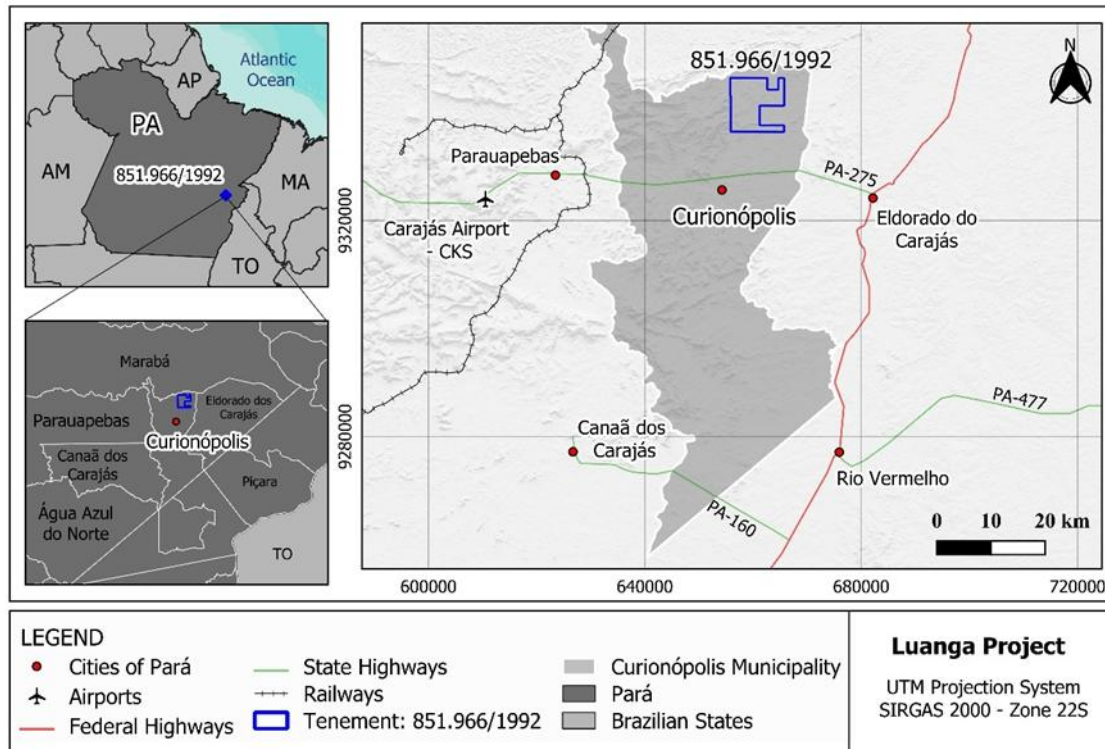 Atlantic
Ocean
AP
PA
AM
851.966/1992
MA
TO
Marabá
Parauapebas
Eldorado dos
Carajás
Curionópolis
Canaã dos
Carajás
Piçara
Água Azul
do Norte
TO
851.966/1992
N
Parauapebas
PA-275
Carajás Airport
- CKS
Curionópolis
Eldorado do
Carajás
Canaã dos
Carajás
PA-477
Rio Vermelho
PA-160
0 10 20 km
9320000
9280000
600000 640000 680000 720000
LEGEND
Cities of Pará
Airports
Federal Highways
State Highways
Railways
Tenement: 851.966/1992
Curionópolis Municipality
Pará
Brazilian States
Luanga Project
UTM Projection System
SIRGAS 2000 - Zone 22S